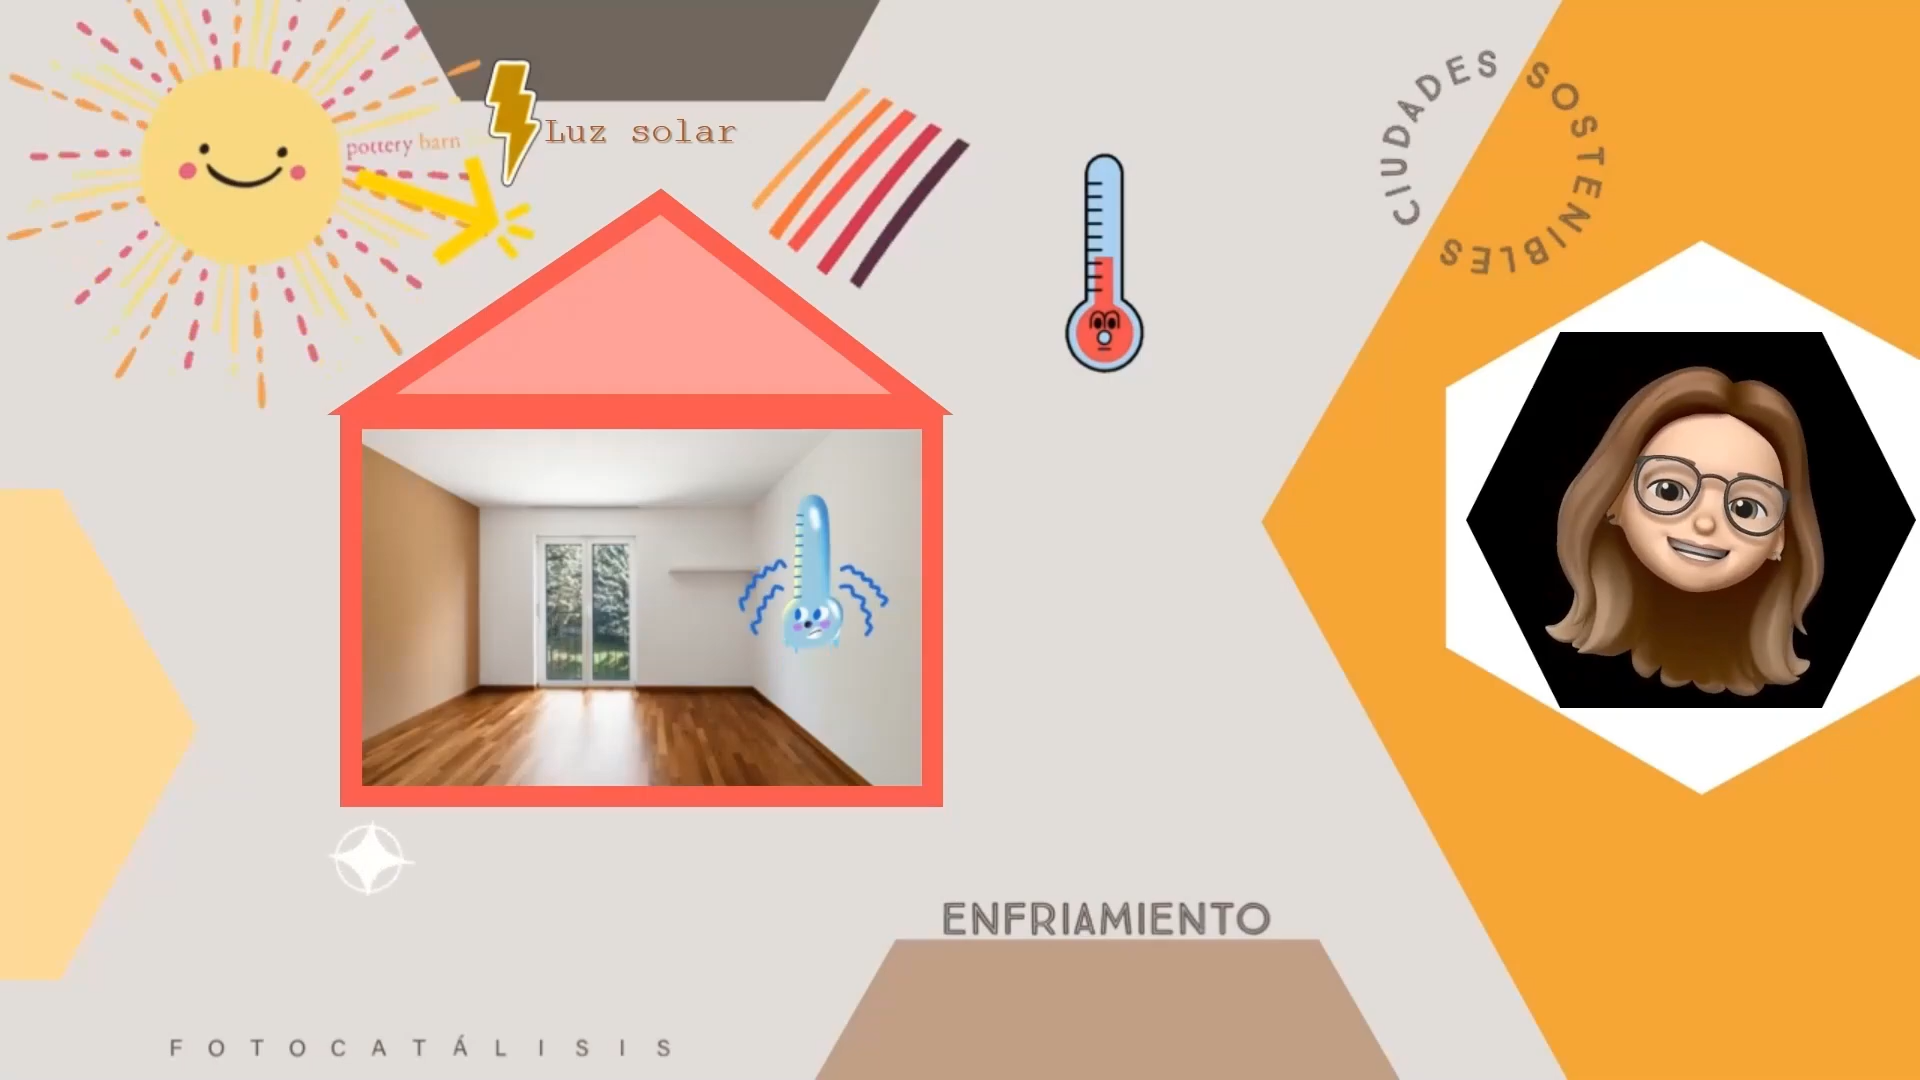 CIUDADES SOSTENIBLES
Luz solar
pottery barn
ENFRIAMIENTO
FOTOCATÁLISIS